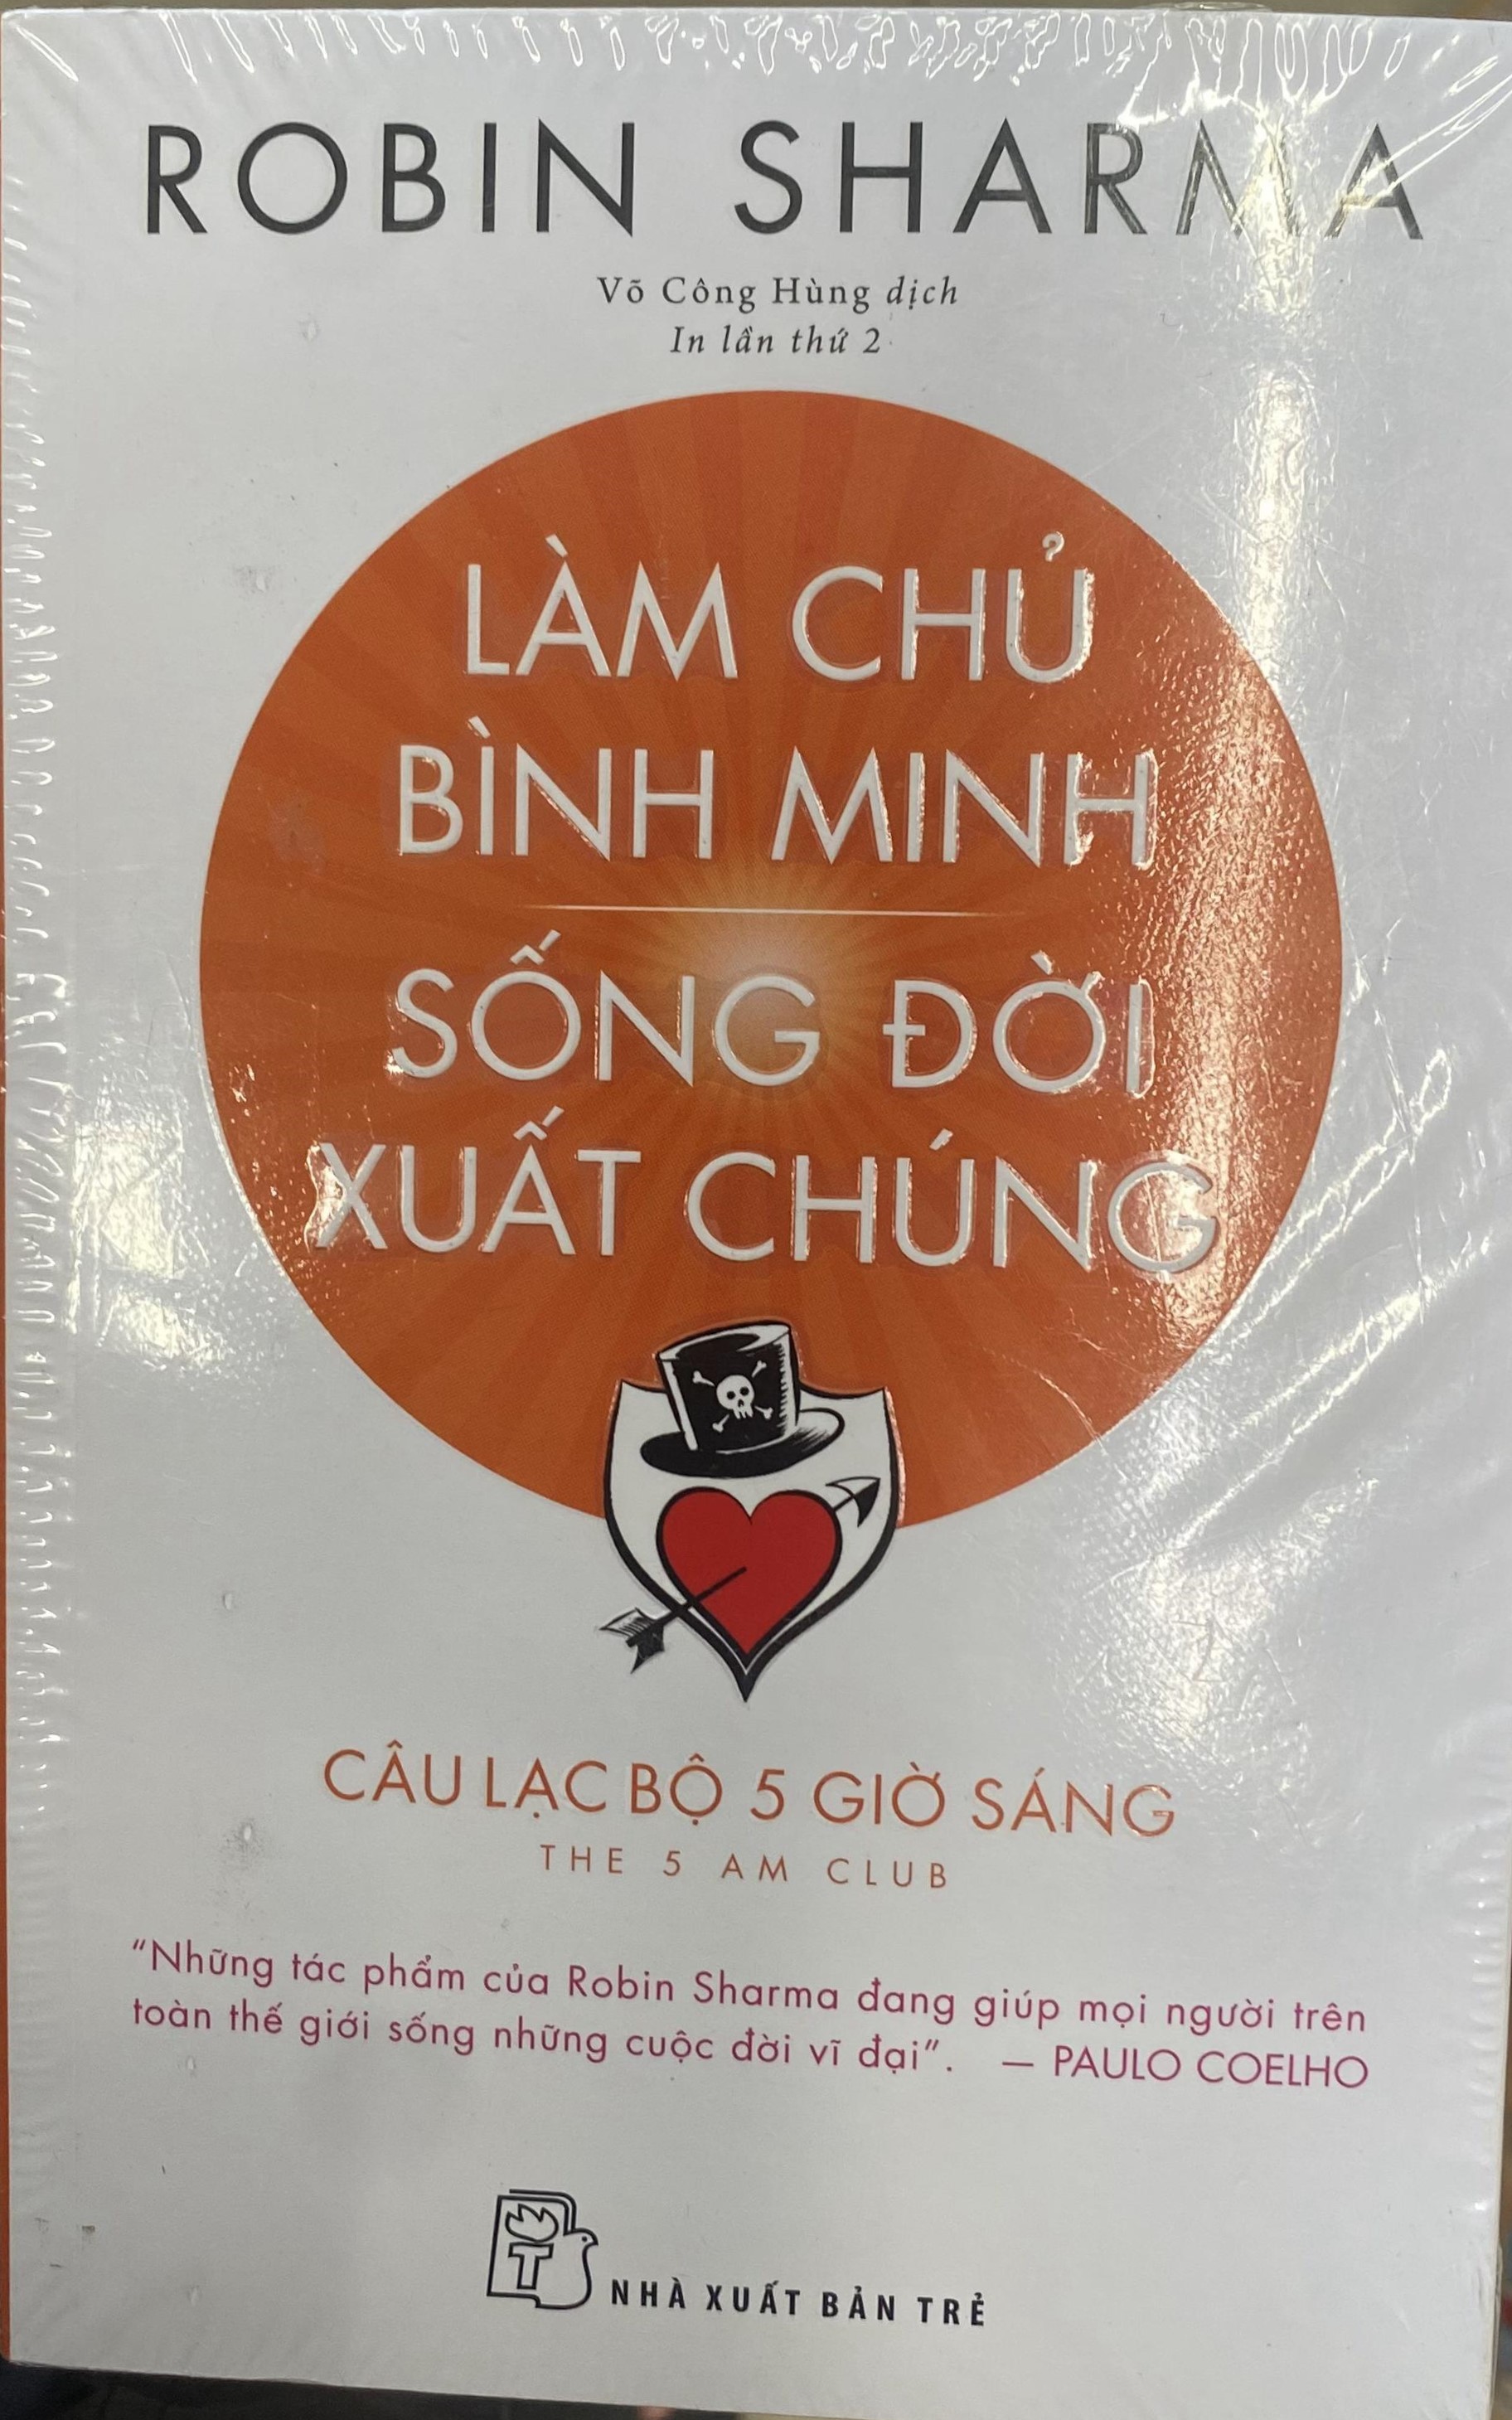 ROBIN SHARMA
Võ Công Hùng dịch
In lần thứ 2
LÀM CHỦ
BÌNH MINH
SỐNG ĐỜI
XUẤT CHÚNG
CÂU LẠC BỘ 5 GIỜ SÁNG
THE 5 AM CLUB
“Những tác phẩm của Robin Sharma đang giúp mọi người trên
toàn thế giới sống những cuộc đời vĩ đại”. — PAULO COELHO
NHÀ XUẤT BẢN TRẺ